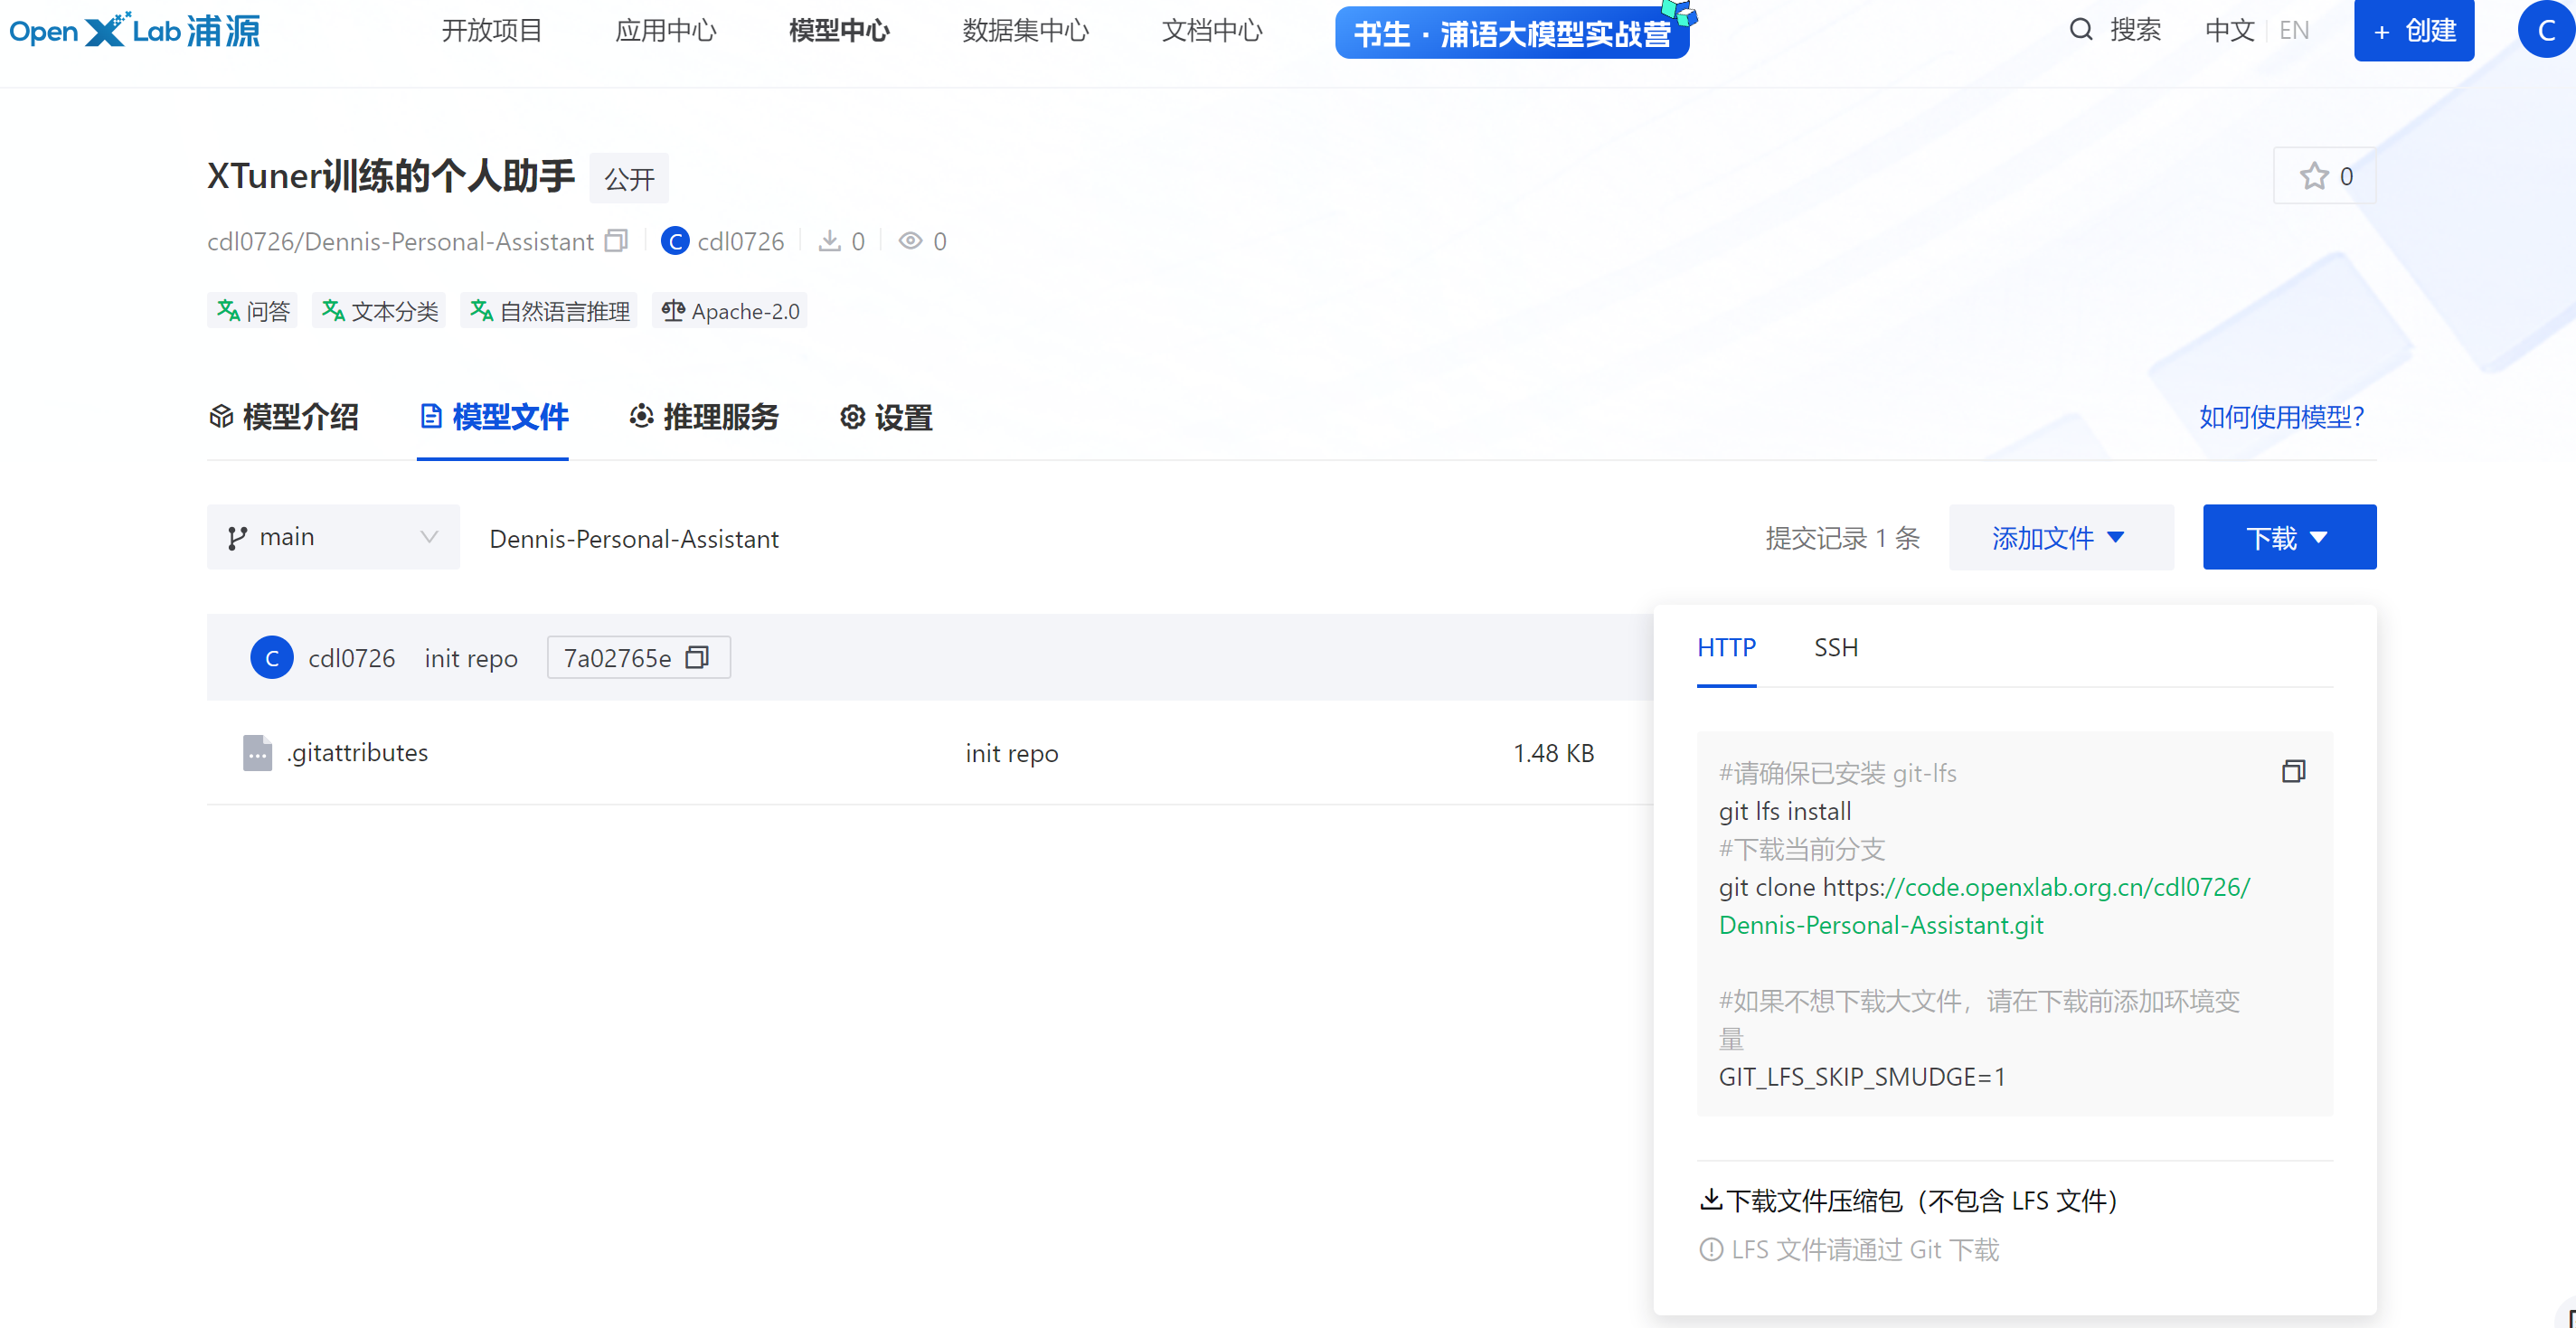 Open X Lab 浦源
开放项目 应用中心 模型中心 数据集中心 文档中心 书生·浦语大模型实战营 搜索 中文 EN + 创建 C
XTuner训练的个人助手 公开 0
cdl0726/Dennis-Personal-Assistant C cdl0726 0 0
问答 文本分类 自然语言推理 Apache-2.0
模型介绍 模型文件 推理服务 设置 如何使用模型?
main Dennis-Personal-Assistant 提交记录 1 条 添加文件 下载
C cdl0726 init repo 7a02765e
.gitattributes init repo 1.48 KB
HTTP SSH
#请确保已安装 git-lfs
git lfs install
#下载当前分支
git clone https://code.openxlab.org.cn/cdl0726/
Dennis-Personal-Assistant.git
#如果不想下载大文件，请在下载前添加环境变
量
GIT_LFS_SKIP_SMUDGE=1
下载文件压缩包（不包含 LFS 文件）
LFS 文件请通过 Git 下载